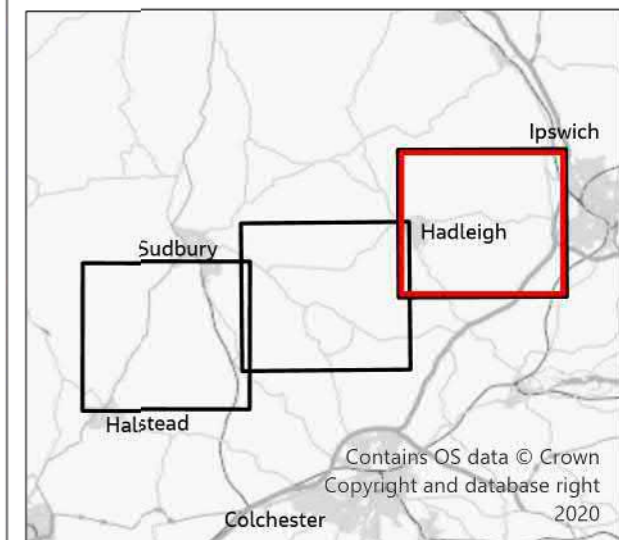 Ipswich
Hadleigh
Sudbury
Halstead
Contains OS data © Crown
Copyright and database right
2020
Colchester